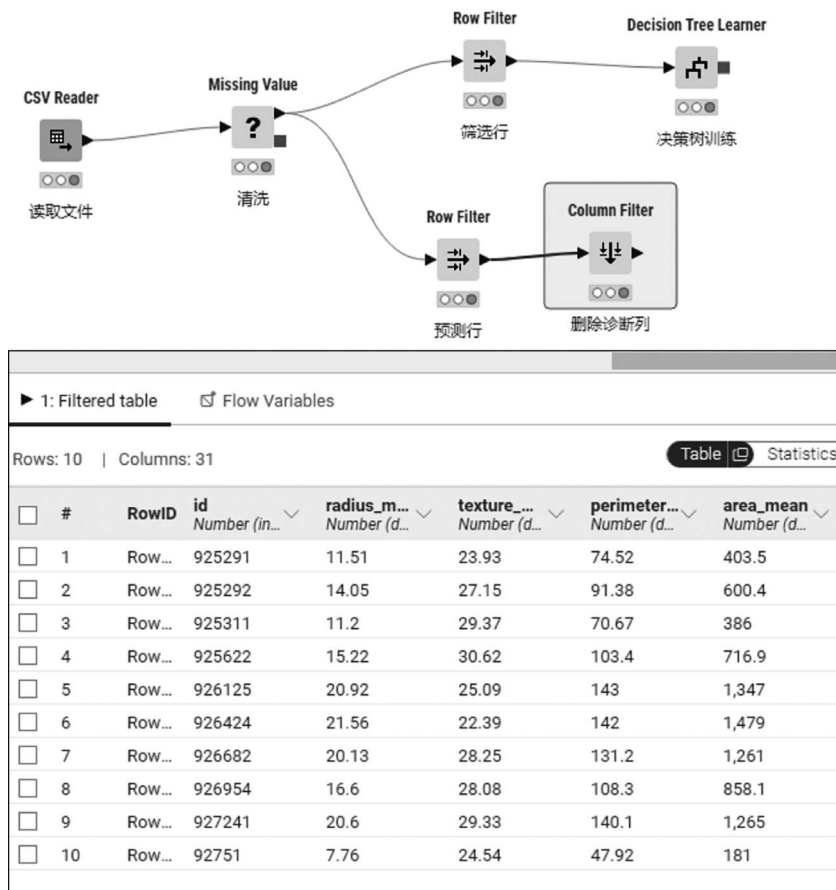 Row Filter
筛选行
Decision Tree Learner
决策树训练
CSV Reader
读取文件
Missing Value
?
清洗
Row Filter
预测行
Column Filter
删除诊断列
1: Filtered table Flow Variables
Rows: 10 | Columns: 31 Table Statistics
# RowID id radius_m... texture_... perimeter... area_mean
Number (in... Number (d... Number (d... Number (d... Number (d...
1 Row... 925291 11.51 23.93 74.52 403.5
2 Row... 925292 14.05 27.15 91.38 600.4
3 Row... 925311 11.2 29.37 70.67 386
4 Row... 925622 15.22 30.62 103.4 716.9
5 Row... 926125 20.92 25.09 143 1,347
6 Row... 926424 21.56 22.39 142 1,479
7 Row... 926682 20.13 28.25 131.2 1,261
8 Row... 926954 16.6 28.08 108.3 858.1
9 Row... 927241 20.6 29.33 140.1 1,265
10 Row... 92751 7.76 24.54 47.92 181